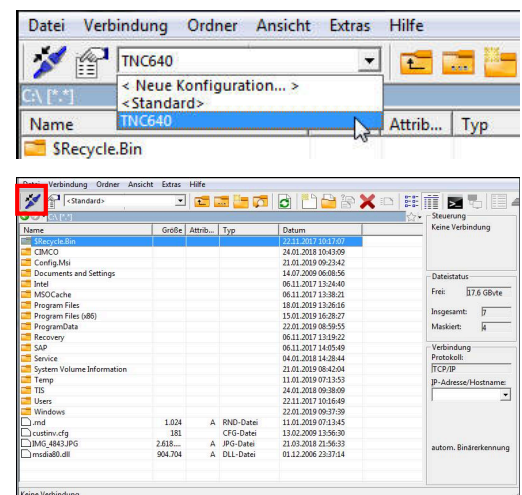 Datei Verbindung Ordner Ansicht Extras Hilfe
TNC640
< Neue Konfiguration... >
<Standard>
TNC640
C:\ [*.*]
Name Attrib... Typ
$Recycle.Bin
Datei Verbindung Ordner Ansicht Extras Hilfe
<Standard>
Name Größe Attrib... Typ Datum
$Recycle.Bin 22.11.2017 10:17:07
CIMCO 24.01.2018 10:43:09
Config.Msi 21.01.2019 09:23:42
Documents and Settings 14.07.2009 06:08:56
Intel 06.11.2017 13:24:40
MSOCache 06.11.2017 13:38:21
Program Files 18.01.2019 13:26:16
Program Files (x86) 15.01.2019 16:28:27
ProgramData 22.01.2019 08:59:55
Recovery 06.11.2017 13:19:22
SAP 06.11.2017 14:05:49
Service 04.01.2018 14:28:44
System Volume Information 21.01.2019 08:42:04
Temp 11.01.2019 07:13:53
TIS 24.01.2018 09:38:09
Users 22.11.2017 10:16:49
Windows 22.01.2019 09:37:39
.rnd 1.024 A RND-Datei 11.01.2019 07:13:45
custinv.cfg 181 CFG-Datei 13.02.2009 13:56:30
IMG_4843.JPG 2.618.... A JPG-Datei 21.03.2018 21:56:33
msdia80.dll 904.704 A DLL-Datei 01.12.2006 23:37:14
Steuerung
Keine Verbindung
Dateistatus
Frei: 17,6 GByte
Insgesamt: 7
Maskiert: 4
Verbindung
Protokoll:
TCP/IP
IP-Adresse/Hostname:
autom. Binärerkennung
Keine Verbindung